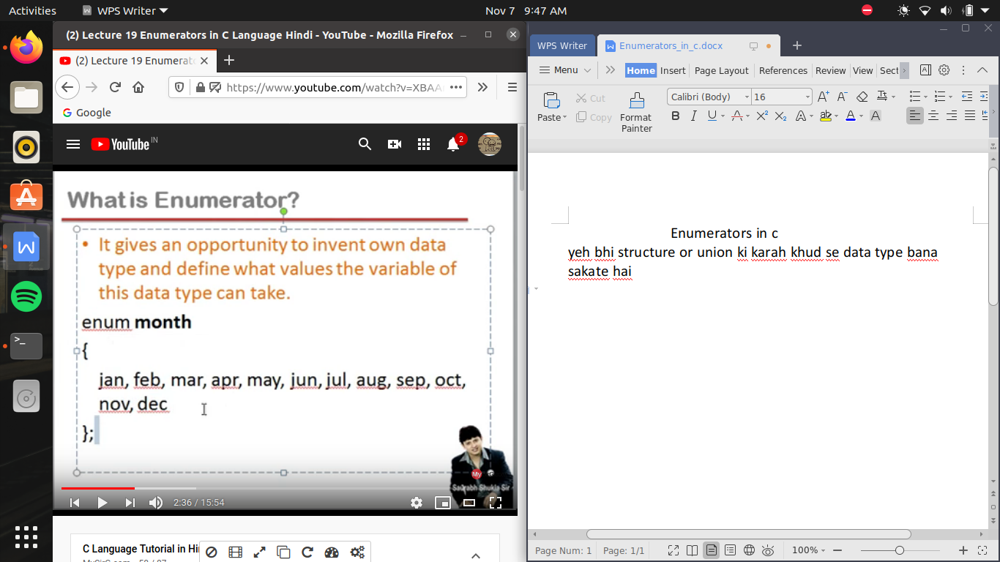 Activities
WPS Writer
Nov 7 9:47 AM
(2) Lecture 19 Enumerators in C Language Hindi - YouTube - Mozilla Firefox
(2) Lecture 19 Enumerat
https://www.youtube.com/watch?v=XBAA
Google
YouTube IN
2
What is Enumerator?
• It gives an opportunity to invent own data
type and define what values the variable of
this data type can take.
enum month
{
jan, feb, mar, apr, may, jun, jul, aug, sep, oct,
nov, dec
};
My
Saurabh Shukla Sir
2:36 / 15:54
C Language Tutorial in Hi
WPS Writer
Enumerators_in_c.docx
Menu
Home Insert Page Layout References Review View Sect
Paste
Cut
Copy
Format
Painter
Calibri (Body) 16
Enumerators in c
yeh bhi structure or union ki karah khud se data type bana
sakate hai
Page Num: 1 Page: 1/1 100%